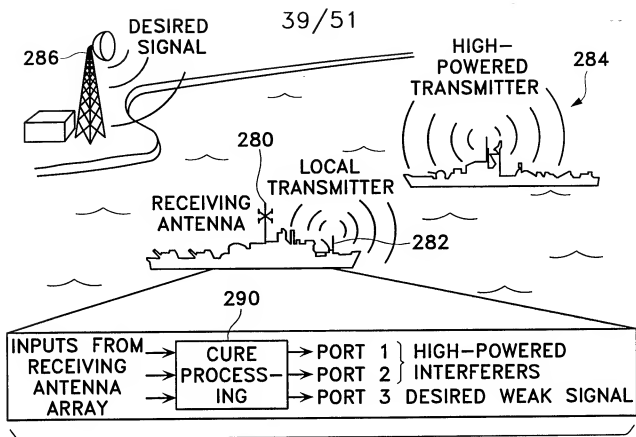 39/51
DESIRED
SIGNAL
286
HIGH-
POWERED
TRANSMITTER
284
280
LOCAL
TRANSMITTER
RECEIVING
ANTENNA
282
290
INPUTS FROM
RECEIVING
ANTENNA
ARRAY
CURE
PROCESS-
ING
PORT 1
PORT 2
HIGH-POWERED
INTERFERERS
PORT 3 DESIRED WEAK SIGNAL